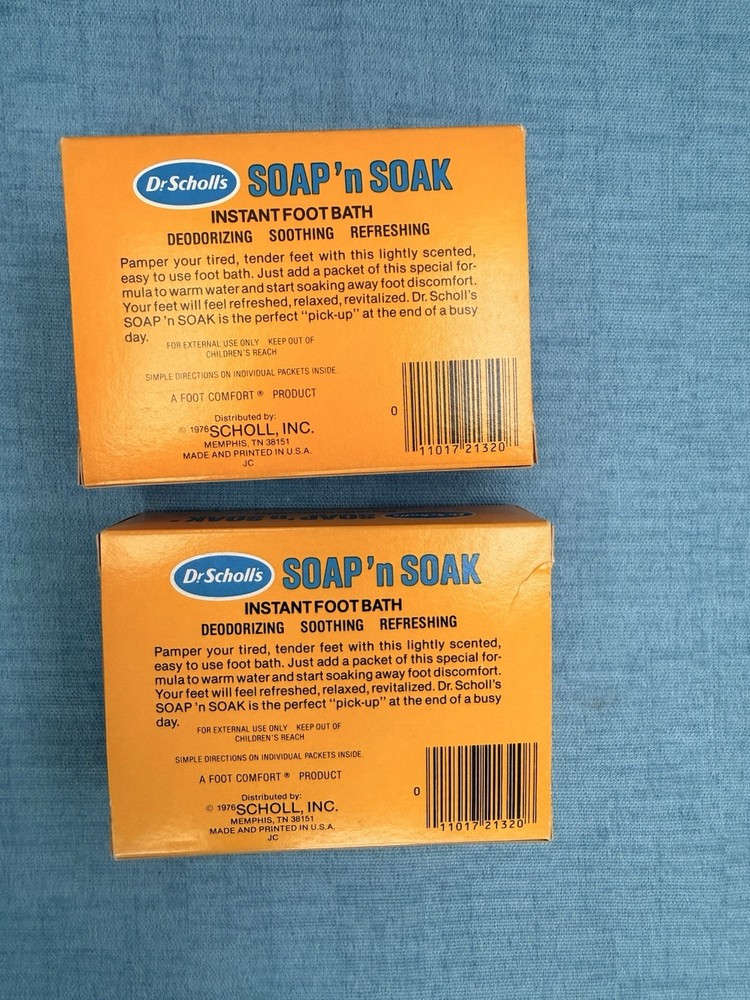 Dr Scholl's SOAP 'n SOAK
INSTANT FOOT BATH
DEODORIZING SOOTHING REFRESHING
Pamper your tired, tender feet with this lightly scented,
easy to use foot bath. Just add a packet of this special for-
mula to warm water and start soaking away foot discomfort.
Your feet will feel refreshed, relaxed, revitalized. Dr. Scholl's
SOAP 'n SOAK is the perfect "pick-up" at the end of a busy
day.
FOR EXTERNAL USE ONLY KEEP OUT OF
CHILDREN'S REACH
SIMPLE DIRECTIONS ON INDIVIDUAL PACKETS INSIDE.
A FOOT COMFORT® PRODUCT
Distributed by:
© 1976 SCHOLL, INC.
MEMPHIS, TN 38151
MADE AND PRINTED IN U.S.A.
JC
0 11017 21320
SOAP 'n SOAK SOAP 'n SOAK Dr Scholl's
Dr Scholl's SOAP 'n SOAK
INSTANT FOOT BATH
DEODORIZING SOOTHING REFRESHING
Pamper your tired, tender feet with this lightly scented,
easy to use foot bath. Just add a packet of this special for-
mula to warm water and start soaking away foot discomfort.
Your feet will feel refreshed, relaxed, revitalized. Dr. Scholl's
SOAP 'n SOAK is the perfect "pick-up" at the end of a busy
day.
FOR EXTERNAL USE ONLY KEEP OUT OF
CHILDREN'S REACH
SIMPLE DIRECTIONS ON INDIVIDUAL PACKETS INSIDE.
A FOOT COMFORT® PRODUCT
Distributed by:
© 1976 SCHOLL, INC.
MEMPHIS, TN 38151
MADE AND PRINTED IN U.S.A.
JC
0 11017 21320